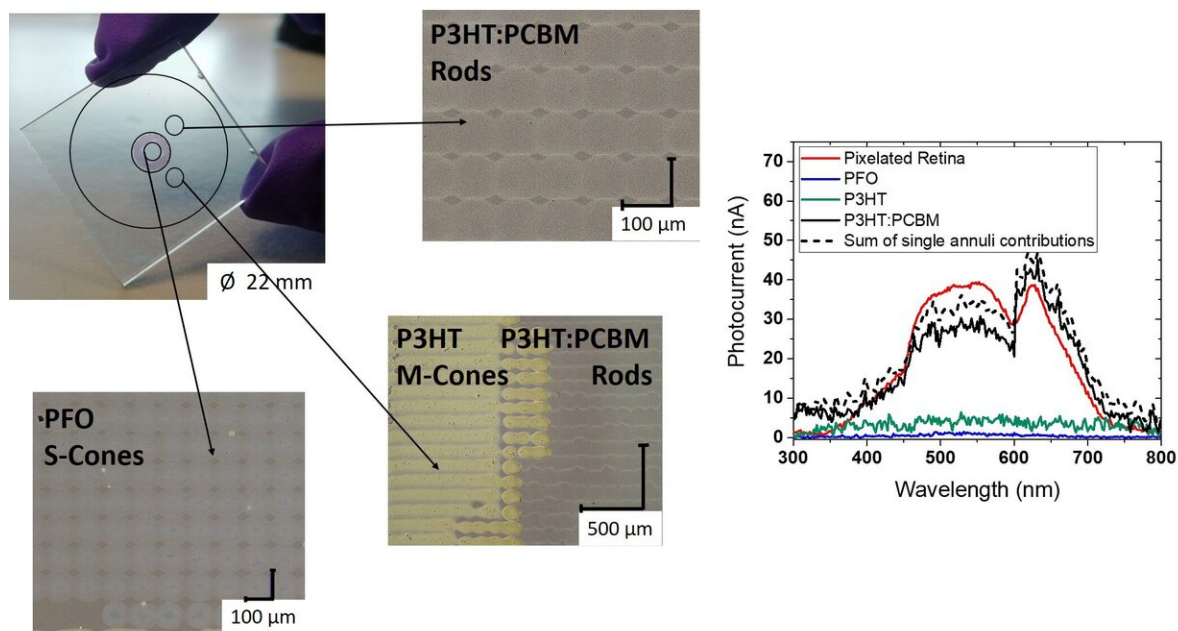 P3HT:PCBM
Rods
100 µm
Ø 22 mm
P3HT P3HT:PCBM
M-Cones Rods
500 µm
PFO
S-Cones
100 µm
Pixelated Retina
PFO
P3HT
P3HT:PCBM
Sum of single annuli contributions
Photocurrent (nA)
70
60
50
40
30
20
10
0
300 400 500 600 700 800
Wavelength (nm)